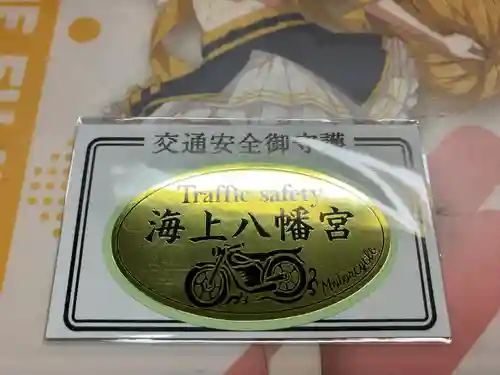 交通安全御守護
Traffic safety
海上八幡宮
Motorcycle